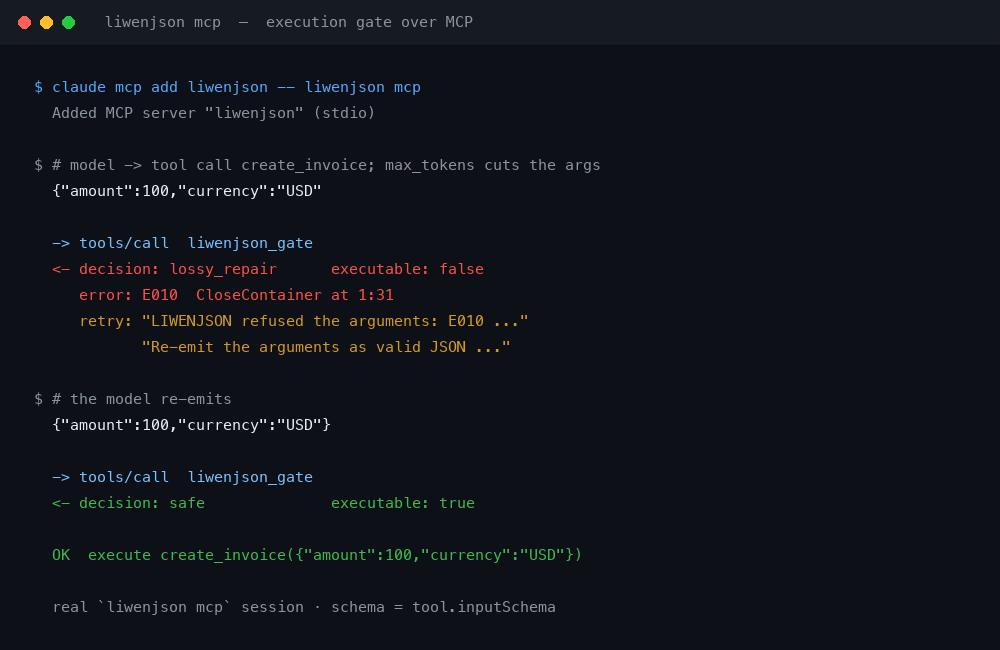 liwenjson mcp — execution gate over MCP
$ claude mcp add liwenjson -- liwenjson mcp
Added MCP server "liwenjson" (stdio)
$ # model -> tool call create_invoice; max_tokens cuts the args
{"amount":100,"currency":"USD"
-> tools/call liwenjson_gate
<- decision: lossy_repair executable: false
error: E010 CloseContainer at 1:31
retry: "LIWENJSON refused the arguments: E010 ..."
"Re-emit the arguments as valid JSON ..."
$ # the model re-emits
{"amount":100,"currency":"USD"}
-> tools/call liwenjson_gate
<- decision: safe executable: true
OK execute create_invoice({"amount":100,"currency":"USD"})
real `liwenjson mcp` session · schema = tool.inputSchema